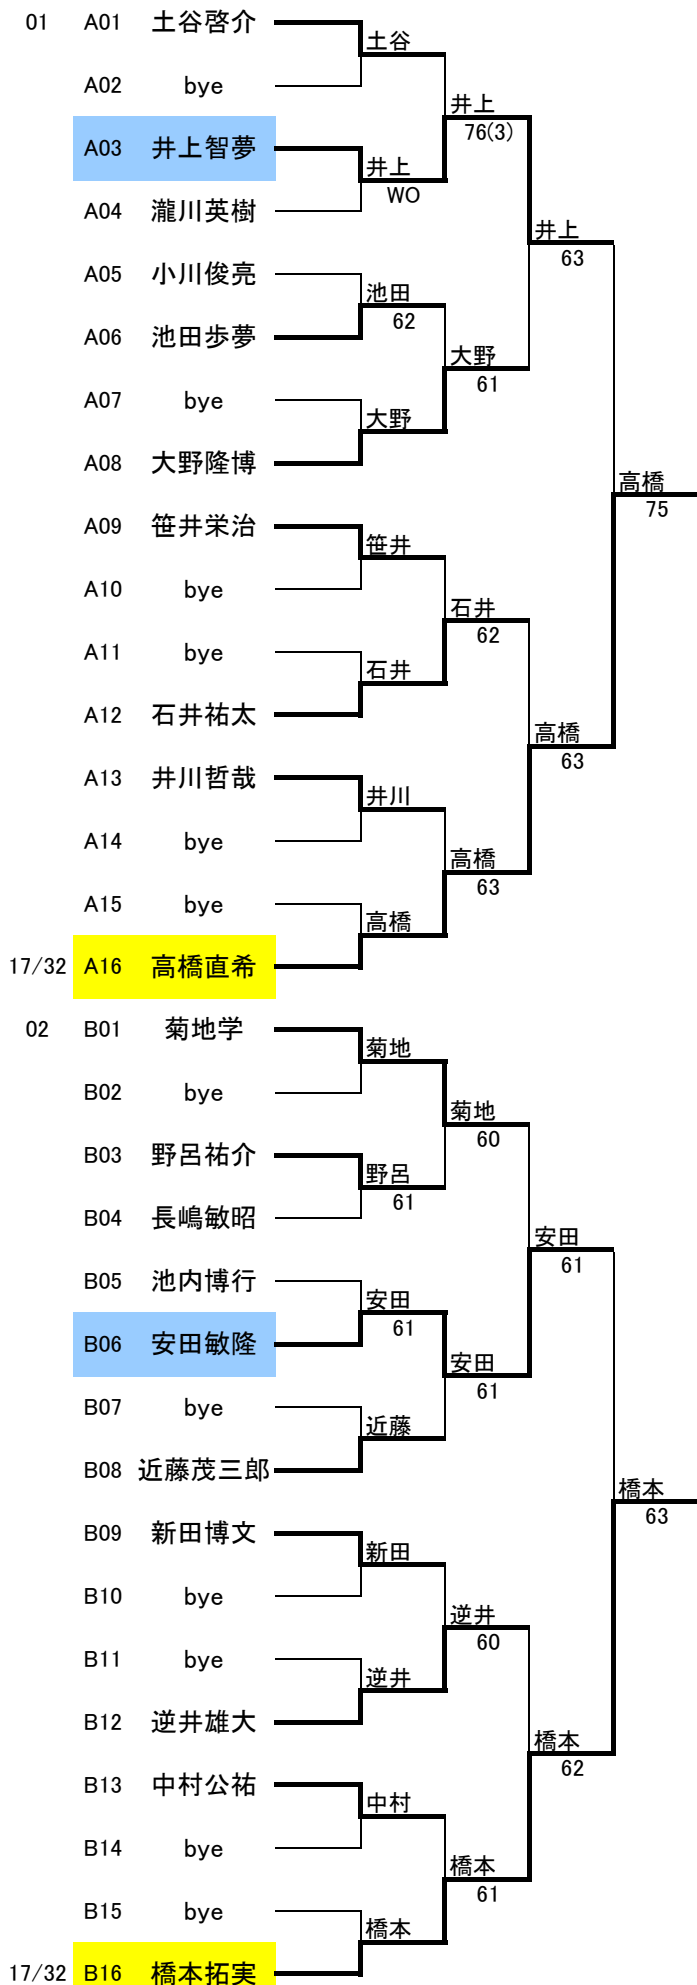 01 A01 土谷啓介
土谷
A02 bye
井上
76(3)
A03 井上智夢
井上
WO
A04 瀧川英樹
井上
63
A05 小川俊亮
池田
62
A06 池田歩夢
大野
61
A07 bye
大野
A08 大野隆博
高橋
75
A09 笹井栄治
笹井
A10 bye
石井
62
A11 bye
石井
A12 石井祐太
高橋
63
A13 井川哲哉
井川
A14 bye
高橋
63
A15 bye
高橋
17/32 A16 高橋直希
02 B01 菊地学
菊地
B02 bye
菊地
60
B03 野呂祐介
野呂
61
B04 長嶋敏昭
安田
61
B05 池内博行
安田
61
B06 安田敏隆
安田
61
B07 bye
近藤
B08 近藤茂三郎
橋本
63
B09 新田博文
新田
B10 bye
逆井
60
B11 bye
逆井
B12 逆井雄大
橋本
62
B13 中村公祐
中村
B14 bye
橋本
61
B15 bye
橋本
17/32 B16 橋本拓実